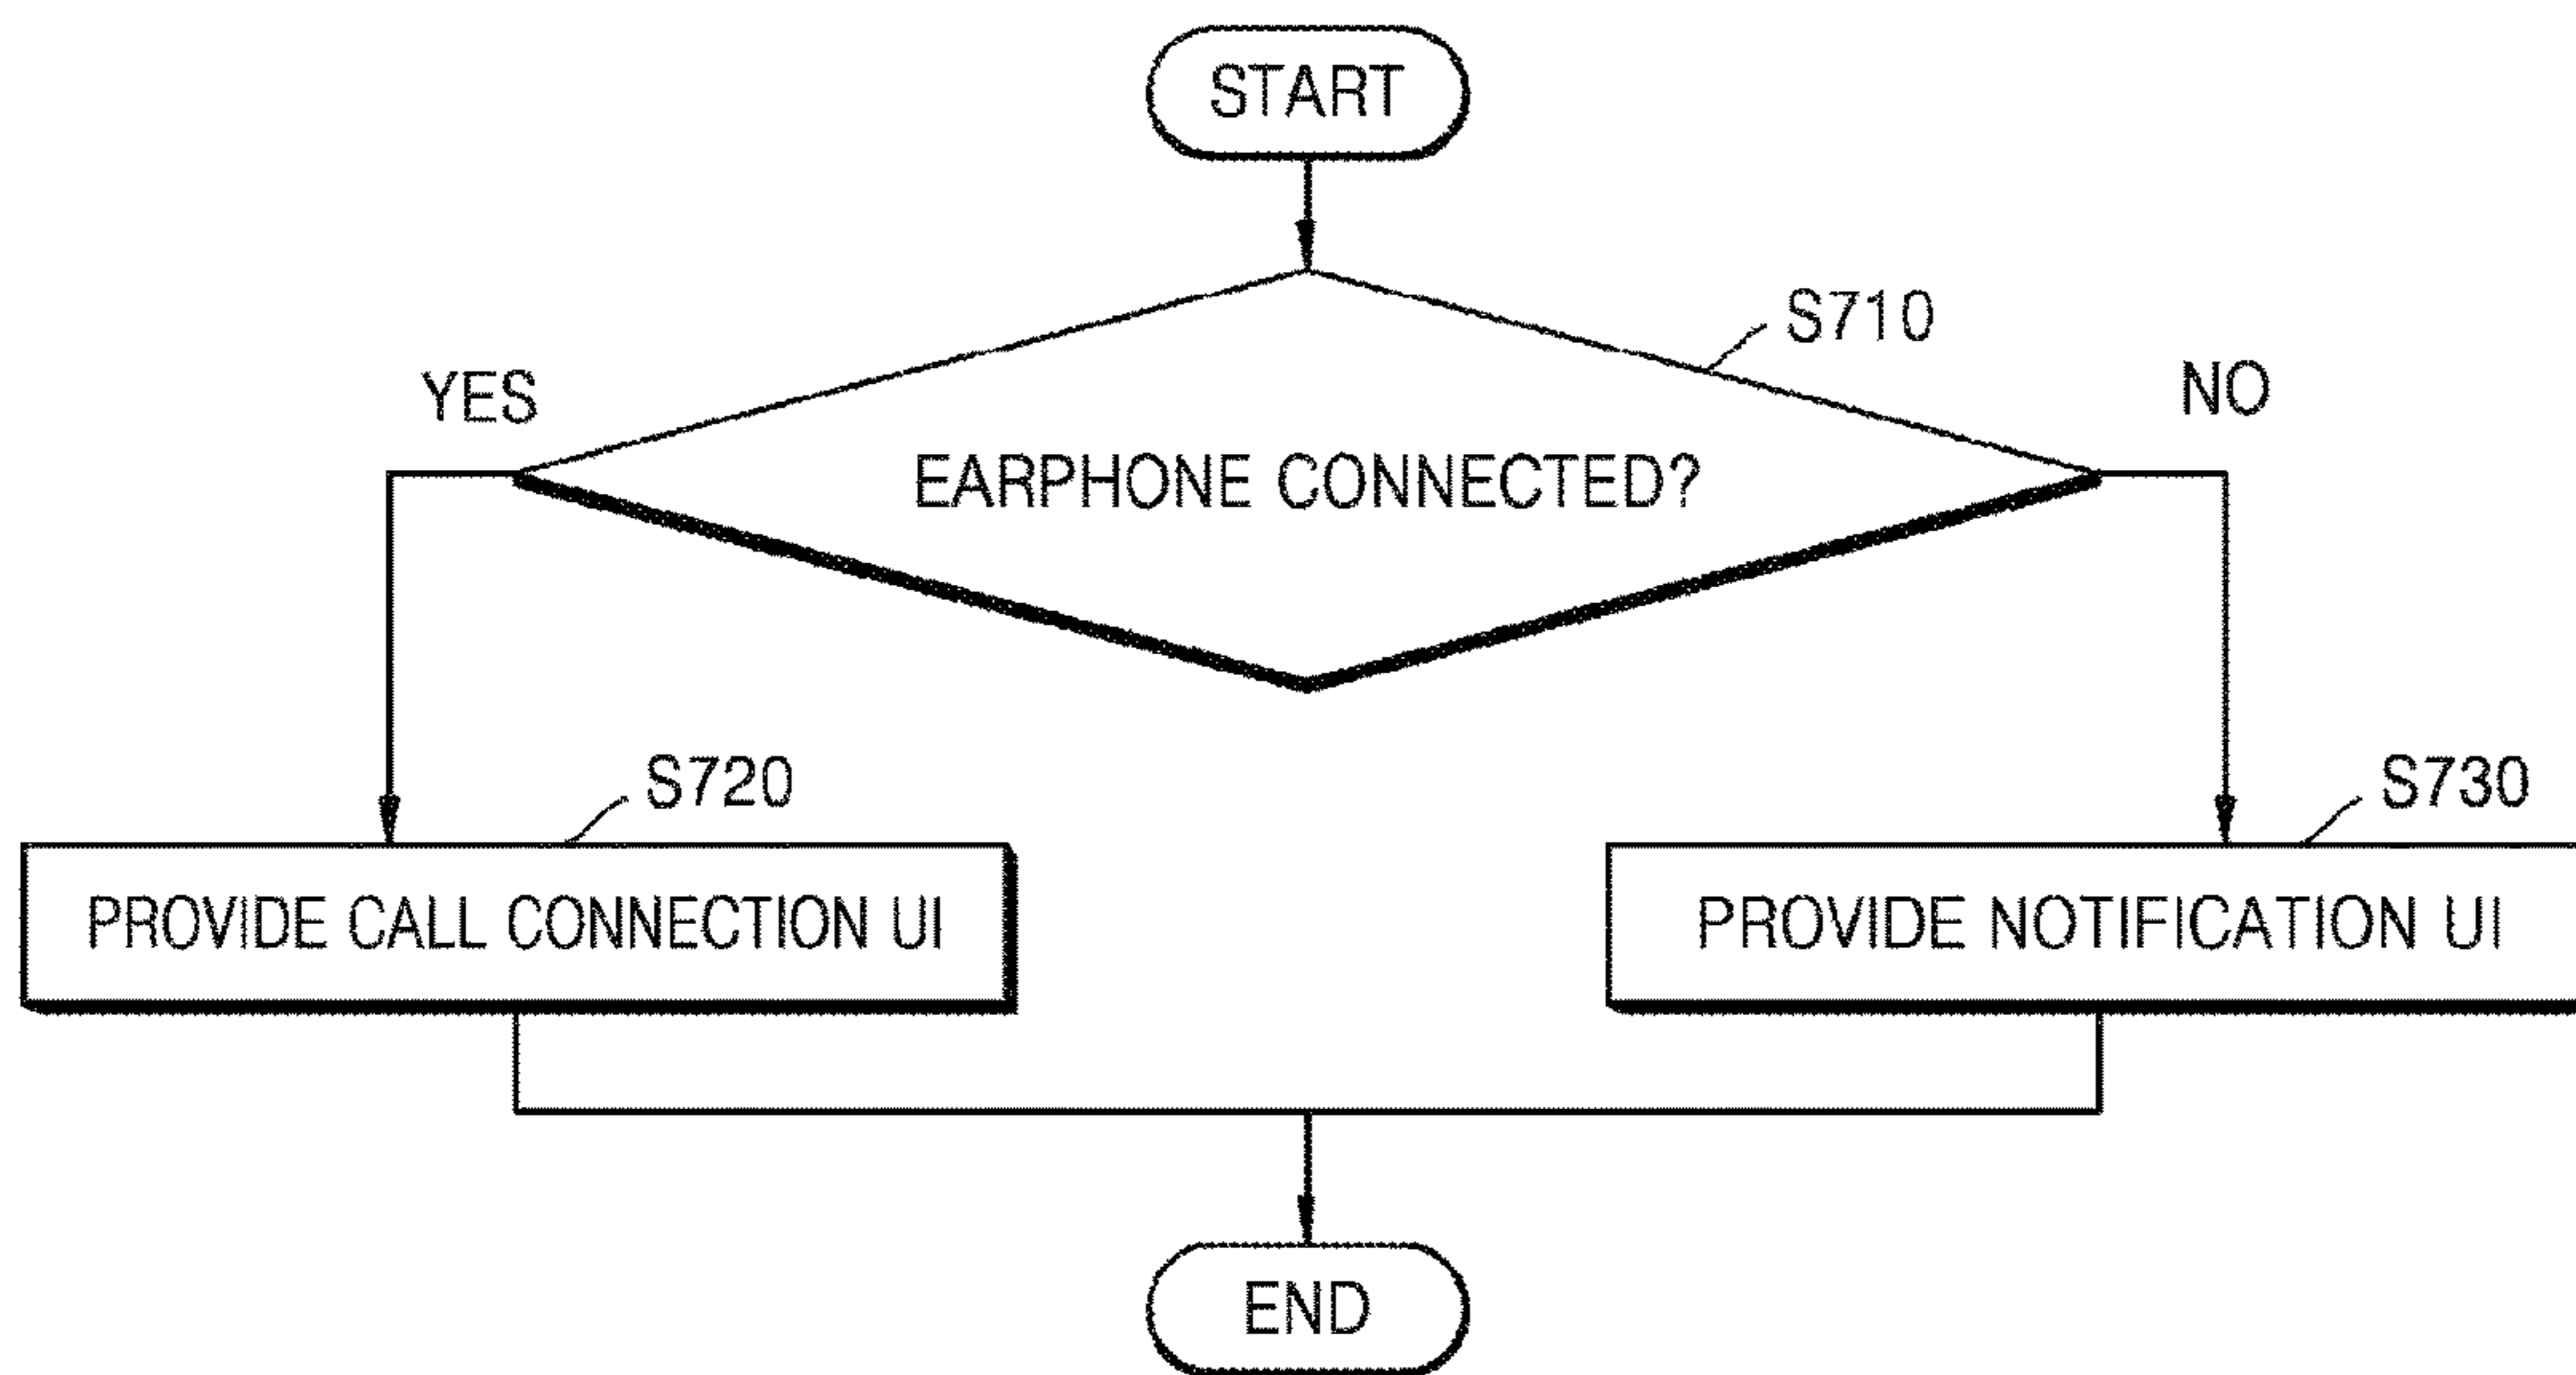 START
S710
YES
NO
EARPHONE CONNECTED?
S720
S730
PROVIDE CALL CONNECTION UI
PROVIDE NOTIFICATION UI
END